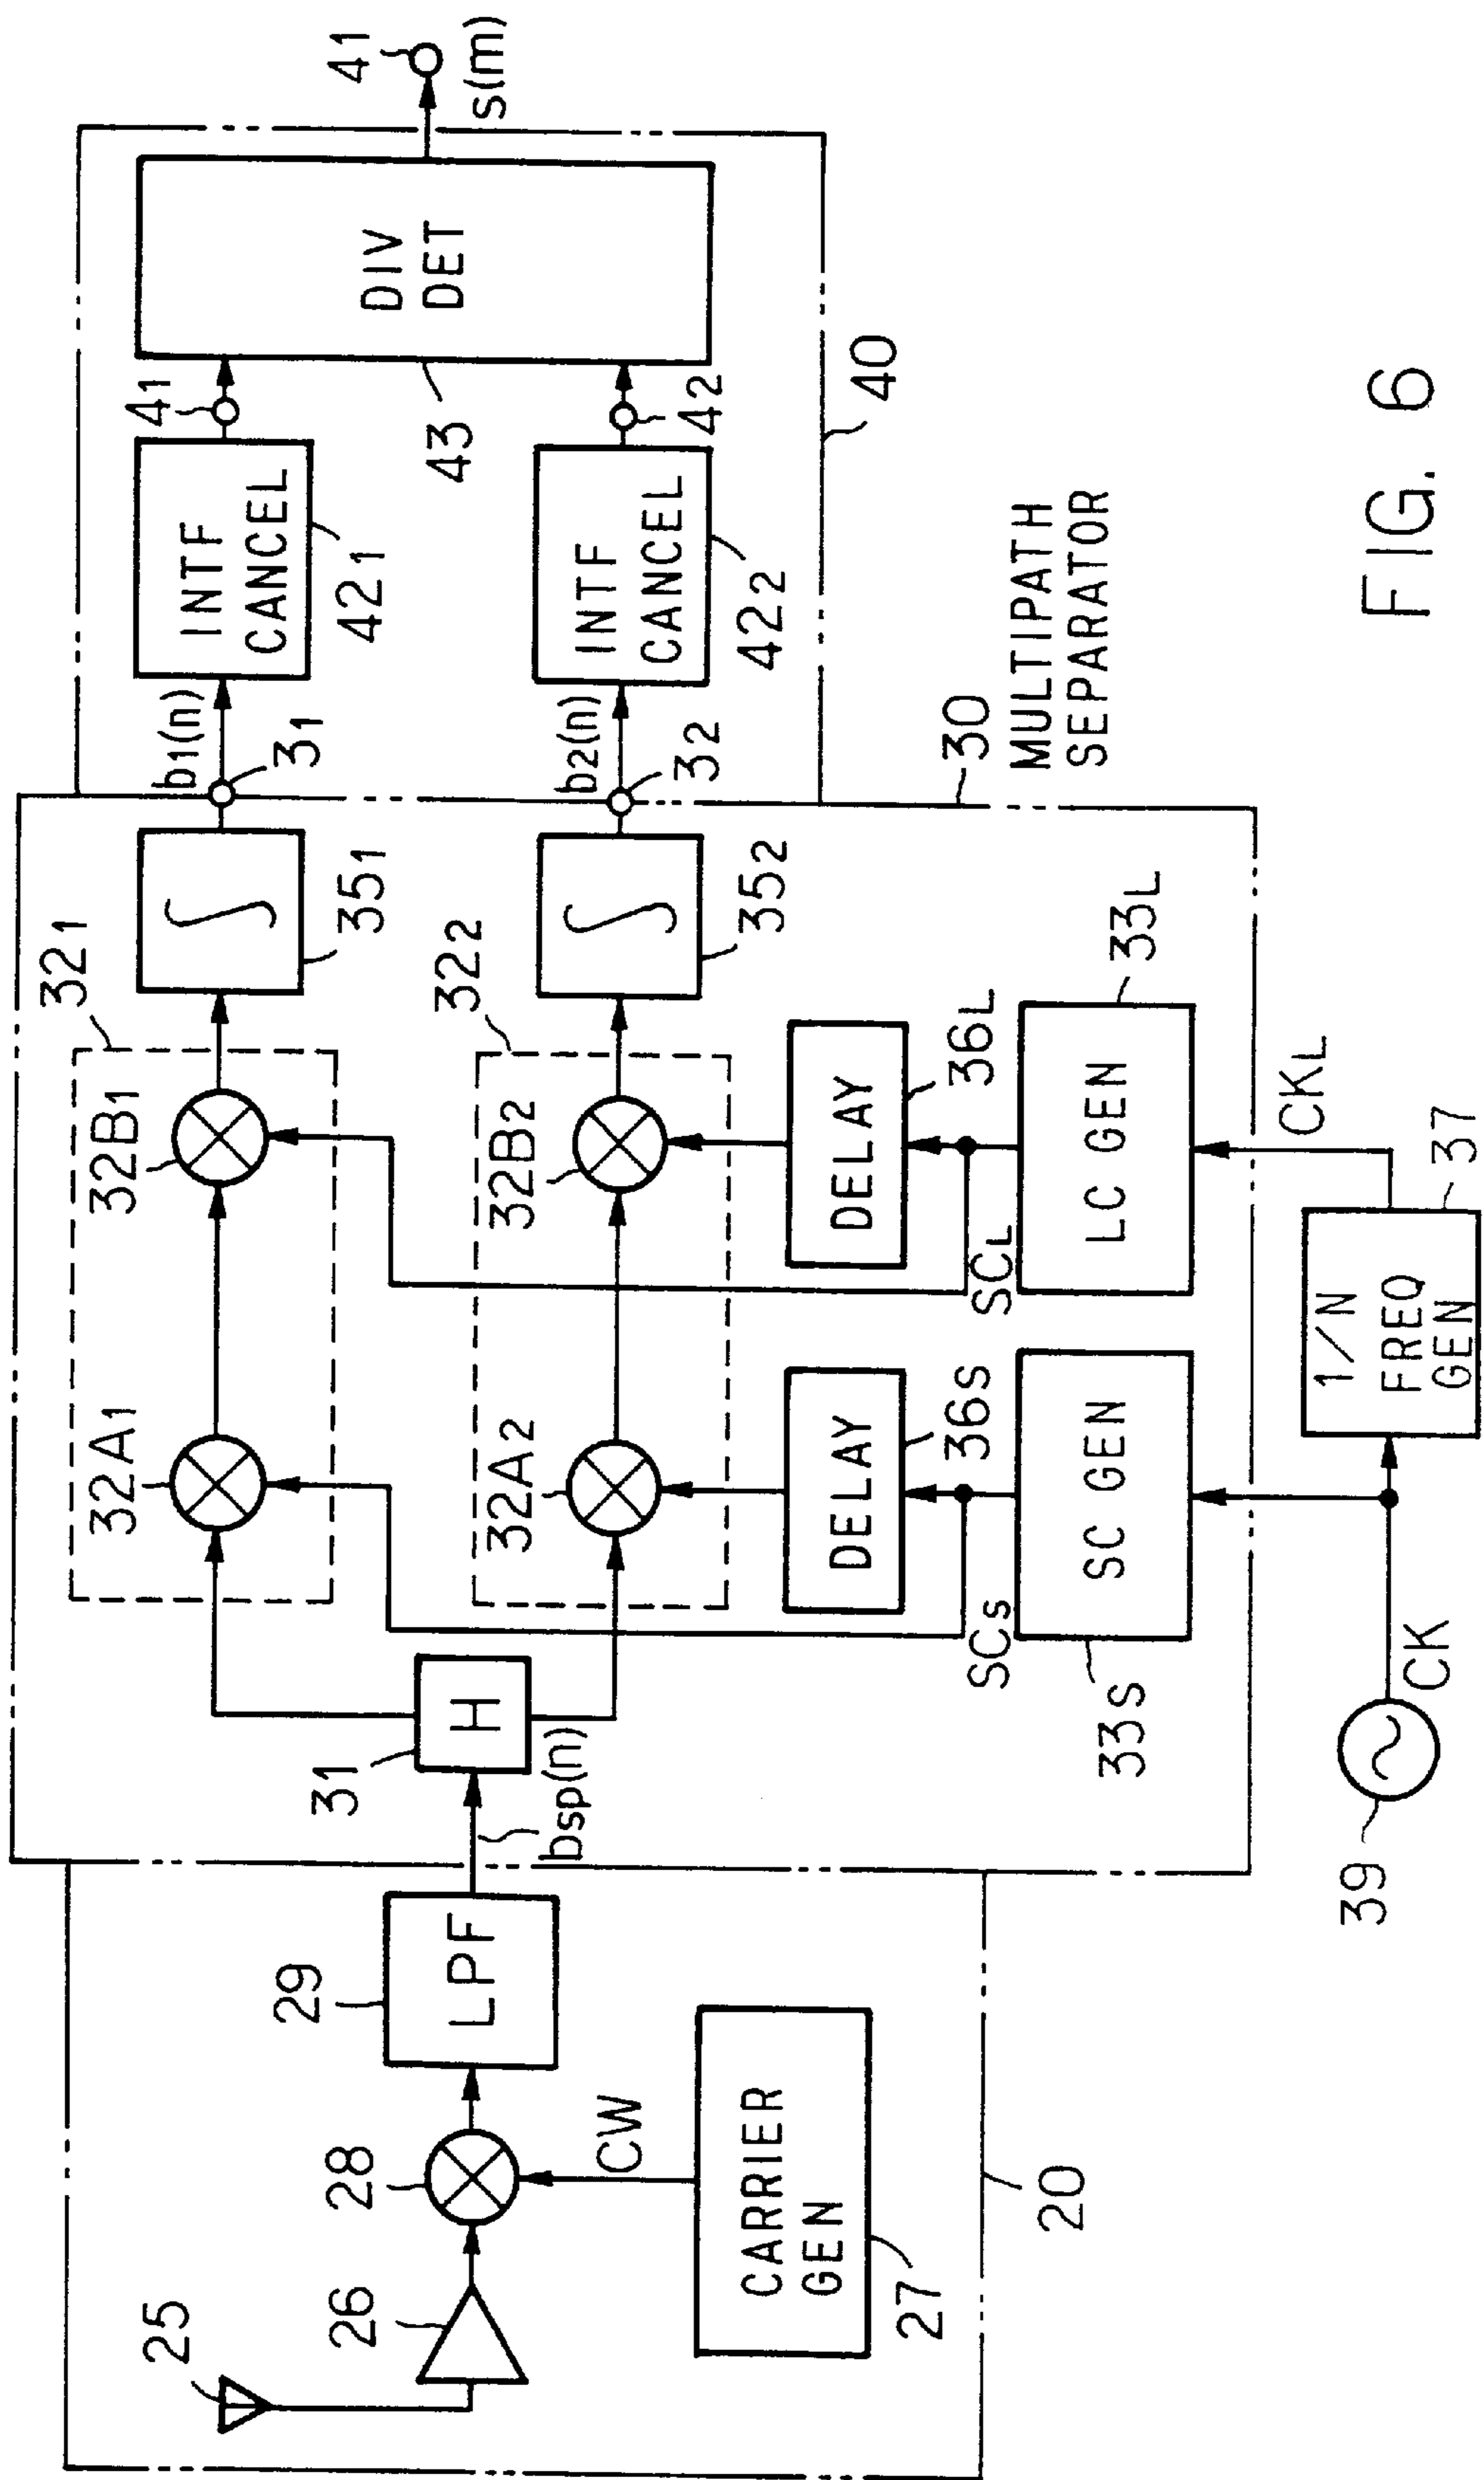 25
26
28
29
LPF
CW
CARRIER
GEN
27
20
bsp(n)
31
H
32A1
32B1
321
32A2
32B2
322
351
352
∫
∫
DELAY
36S
DELAY
36L
SCS
SCL
SC GEN
33S
LC GEN
33L
39
CK
1/N
FREQ
GEN
37
CKL
30
MULTIPATH
SEPARATOR
b1(n)
31
b2(n)
32
INTF
CANCEL
421
INTF
CANCEL
422
41
42
DIV
DET
43
40
41
s(m)
FIG. 6